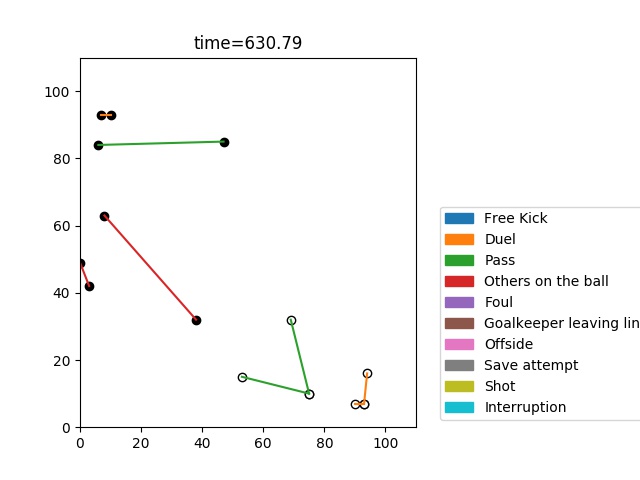 time=630.79
100
80
60
40
20
0
0 20 40 60 80 100
Free Kick
Duel
Pass
Others on the ball
Foul
Goalkeeper leaving lin
Offside
Save attempt
Shot
Interruption